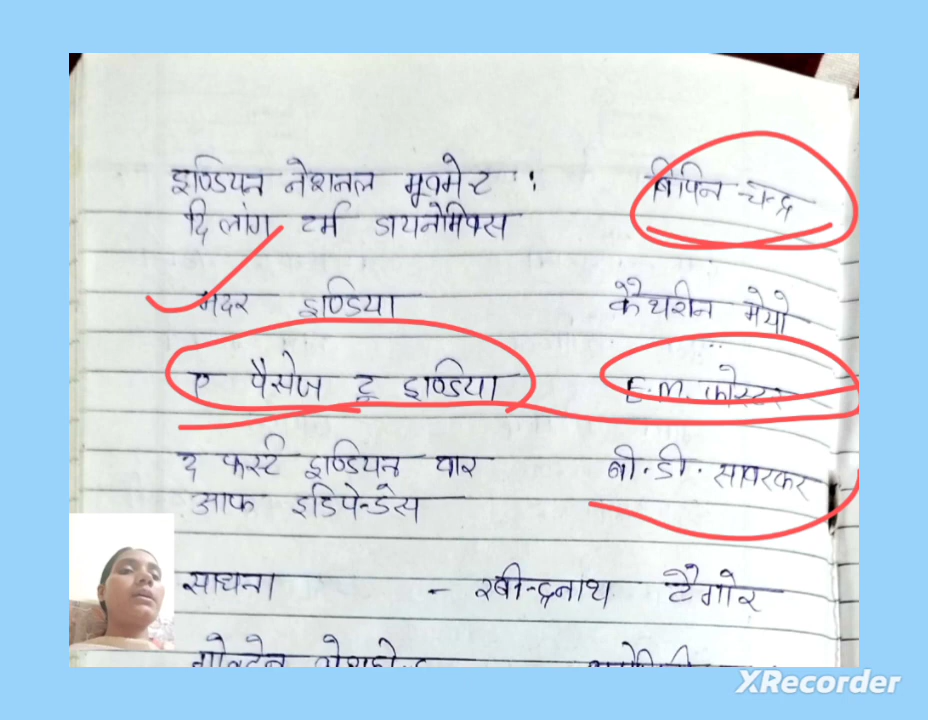 इण्डियन नेशनल मूवमेंट : बिपिन चन्द्र
दि लांग टर्म डायनेमिक्स
मदर इण्डिया कैथरीन मेयो
ए पैसेज टू इण्डिया E.M. फोस्टर
द फर्स्ट इण्डियन वार बी.डी. सावरकर
आफ इंडिपेन्डेंस
साधना - रबीन्द्रनाथ टैगोर
XRecorder